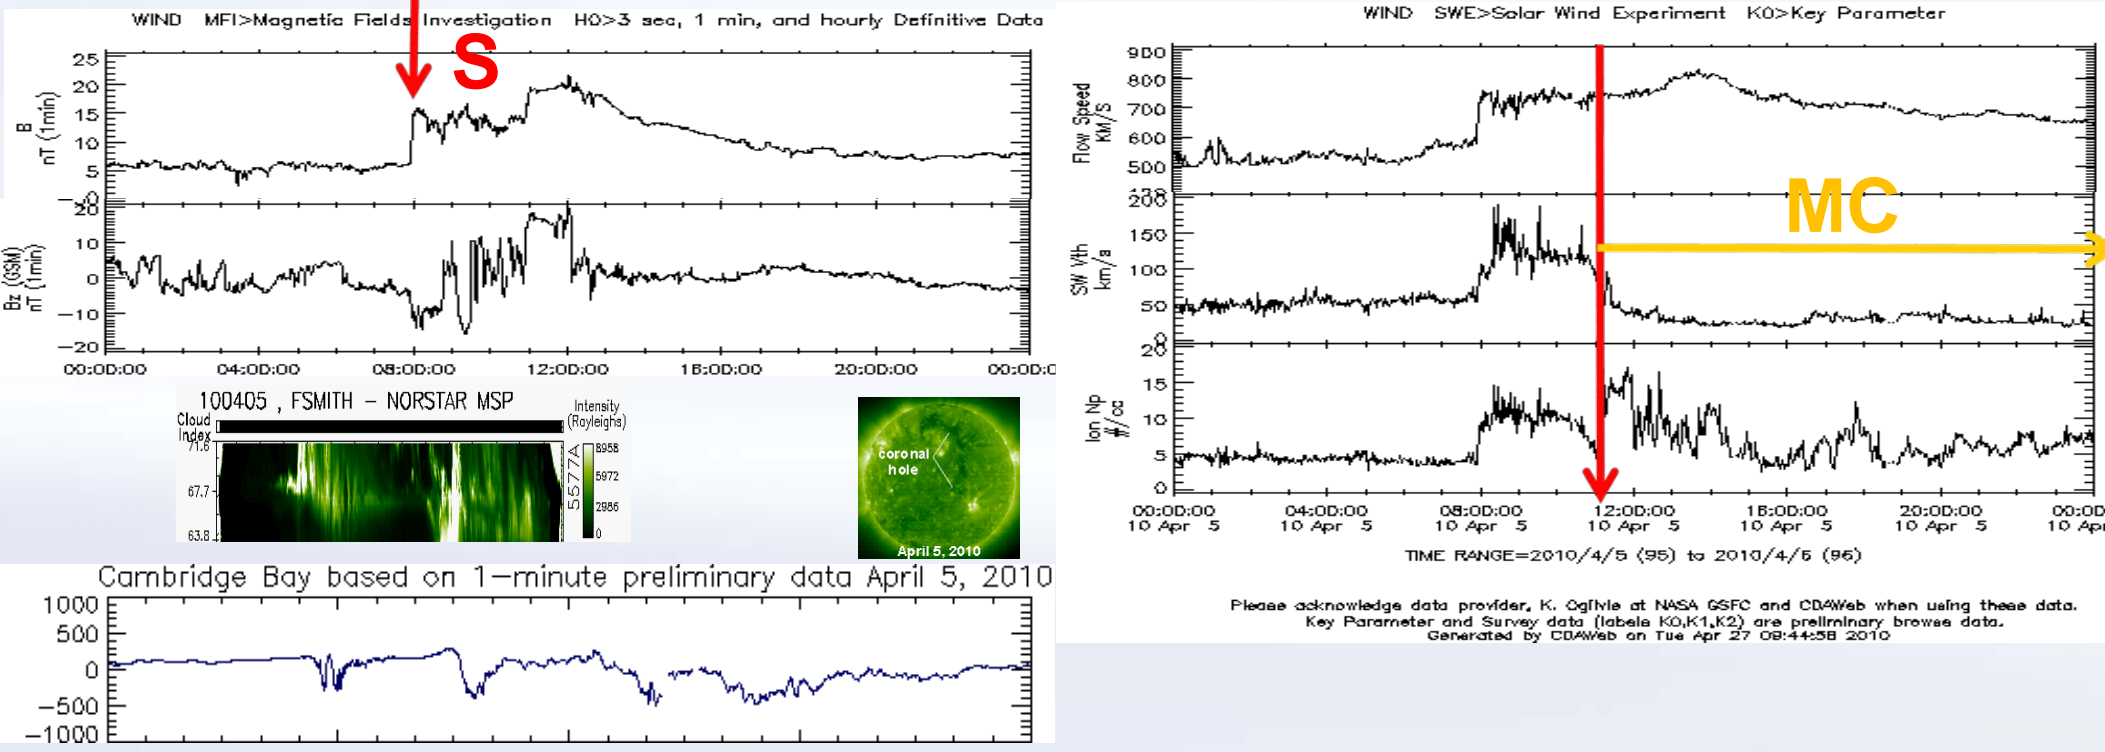 WIND MFI>Magnetic Fields Investigation H0>3 sec, 1 min, and hourly Definitive Data
S
25
20
15
10
5
B
nT (1min)
20
10
0
-10
-20
Bz (GSM)
nT (1min)
00:00:00 04:00:00 08:00:00 12:00:00 16:00:00 20:00:00 00:00:0
100405 , FSMITH - NORSTAR MSP
Cloud
Index
Intensity
(Rayleighs)
71.6
67.7
63.8
5577A
8958
5972
2986
0
coronal
hole
April 5, 2010
Cambridge Bay based on 1-minute preliminary data April 5, 2010
1000
500
0
-500
-1000
WIND SWE>Solar Wind Experiment K0>Key Parameter
900
800
700
600
500
Flow Speed
KM/S
MC
200
150
100
50
0
SW Vth
km/s
20
15
10
5
0
Ion Np
#/cc
00:00:00 04:00:00 08:00:00 12:00:00 16:00:00 20:00:00 00:00
10 Apr 5 10 Apr 5 10 Apr 5 10 Apr 5 10 Apr 5 10 Apr 5 10 Ap
TIME RANGE=2010/4/5 (95) to 2010/4/6 (96)
Please acknowledge data provider, K. Ogilvie at NASA GSFC and CDAWeb when using these data.
Key Parameter and Survey data (labels K0,K1,K2) are preliminary browse data.
Generated by CDAWeb on Tue Apr 27 09:44:58 2010